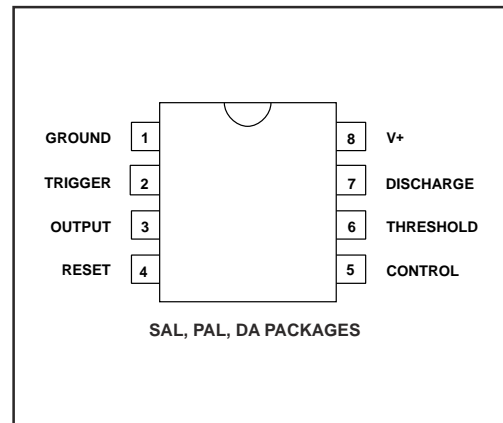 GROUND 1 8 V+
TRIGGER 2 7 DISCHARGE
OUTPUT 3 6 THRESHOLD
RESET 4 5 CONTROL
SAL, PAL, DA PACKAGES